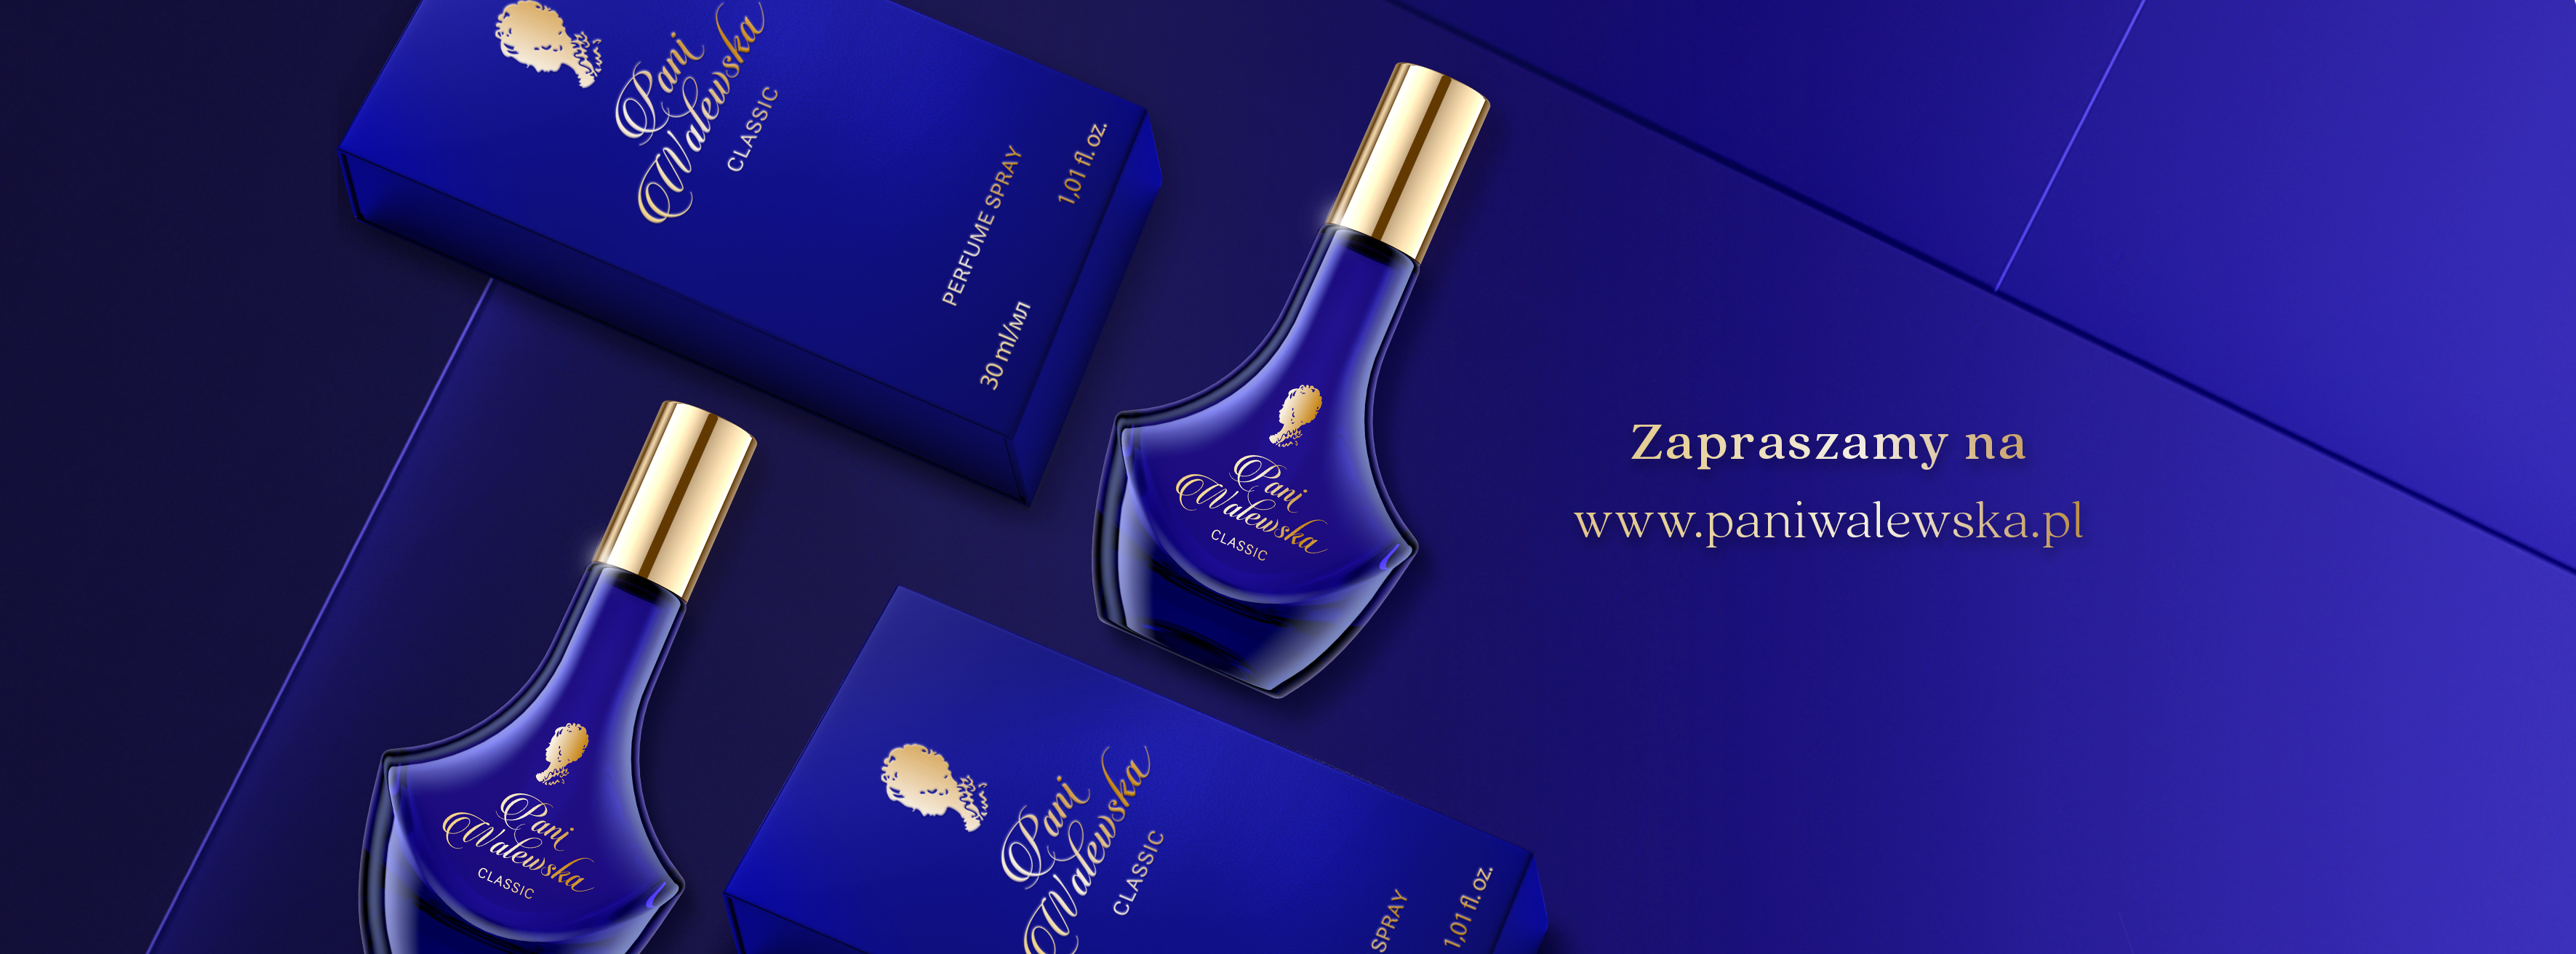 Pani
Walewska
CLASSIC
PERFUME SPRAY
30 ml/мл
1,01 fl. oz.
Pani
Walewska
CLASSIC
Zapraszamy na
www.paniwalewska.pl
Pani
Walewska
CLASSIC
Pani
Walewska
CLASSIC
SPRAY
1,01 fl. oz.